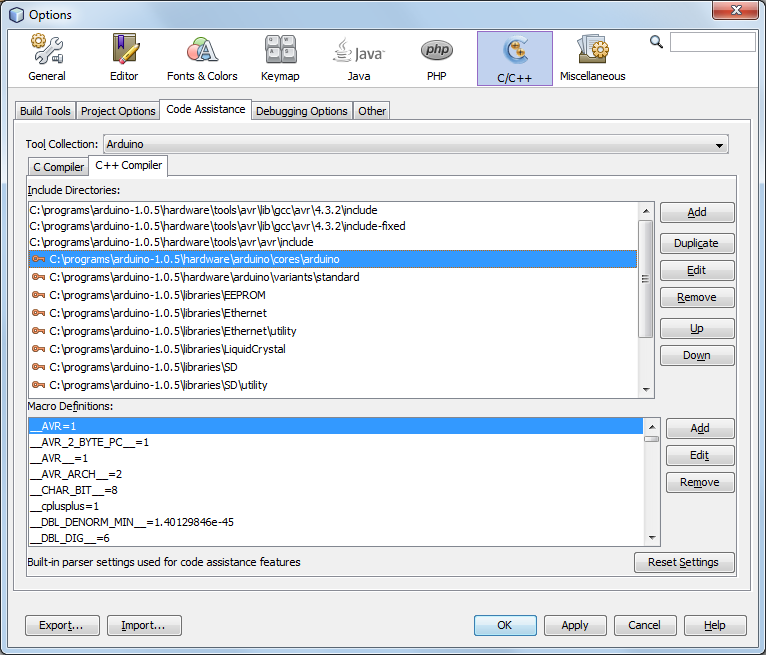 Options
General
Editor
Fonts & Colors
Keymap
Java
Java
php
PHP
C/C++
Miscellaneous
Build Tools
Project Options
Code Assistance
Debugging Options
Other
Tool Collection:
Arduino
C Compiler
C++ Compiler
Include Directories:
C:\programs\arduino-1.0.5\hardware\tools\avr\lib\gcc\avr\4.3.2\include
C:\programs\arduino-1.0.5\hardware\tools\avr\lib\gcc\avr\4.3.2\include-fixed
C:\programs\arduino-1.0.5\hardware\tools\avr\avr\include
C:\programs\arduino-1.0.5\hardware\arduino\cores\arduino
C:\programs\arduino-1.0.5\hardware\arduino\variants\standard
C:\programs\arduino-1.0.5\libraries\EEPROM
C:\programs\arduino-1.0.5\libraries\Ethernet
C:\programs\arduino-1.0.5\libraries\Ethernet\utility
C:\programs\arduino-1.0.5\libraries\LiquidCrystal
C:\programs\arduino-1.0.5\libraries\SD
C:\programs\arduino-1.0.5\libraries\SD\utility
Add
Duplicate
Edit
Remove
Up
Down
Macro Definitions:
__AVR=1
__AVR_2_BYTE_PC__=1
__AVR__=1
__AVR_ARCH__=2
__CHAR_BIT__=8
__cplusplus=1
__DBL_DENORM_MIN__=1.40129846e-45
__DBL_DIG__=6
Add
Edit
Remove
Built-in parser settings used for code assistance features
Reset Settings
Export...
Import...
OK
Apply
Cancel
Help